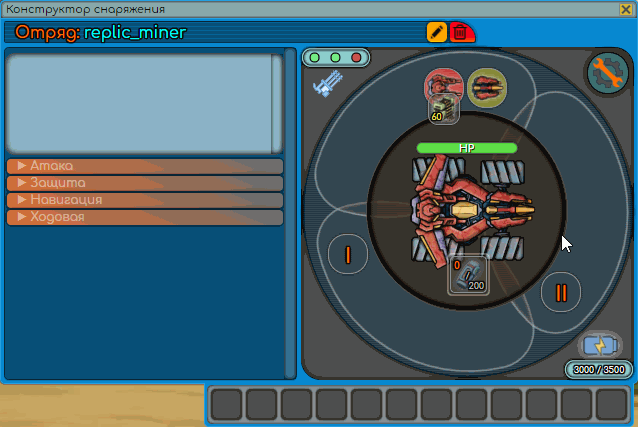 Конструктор снаряжения
Отряд: replic_miner
60
HP
▶ Атака
▶ Защита
▶ Навигация
▶ Ходовая
I
0
200
II
3000 / 3500